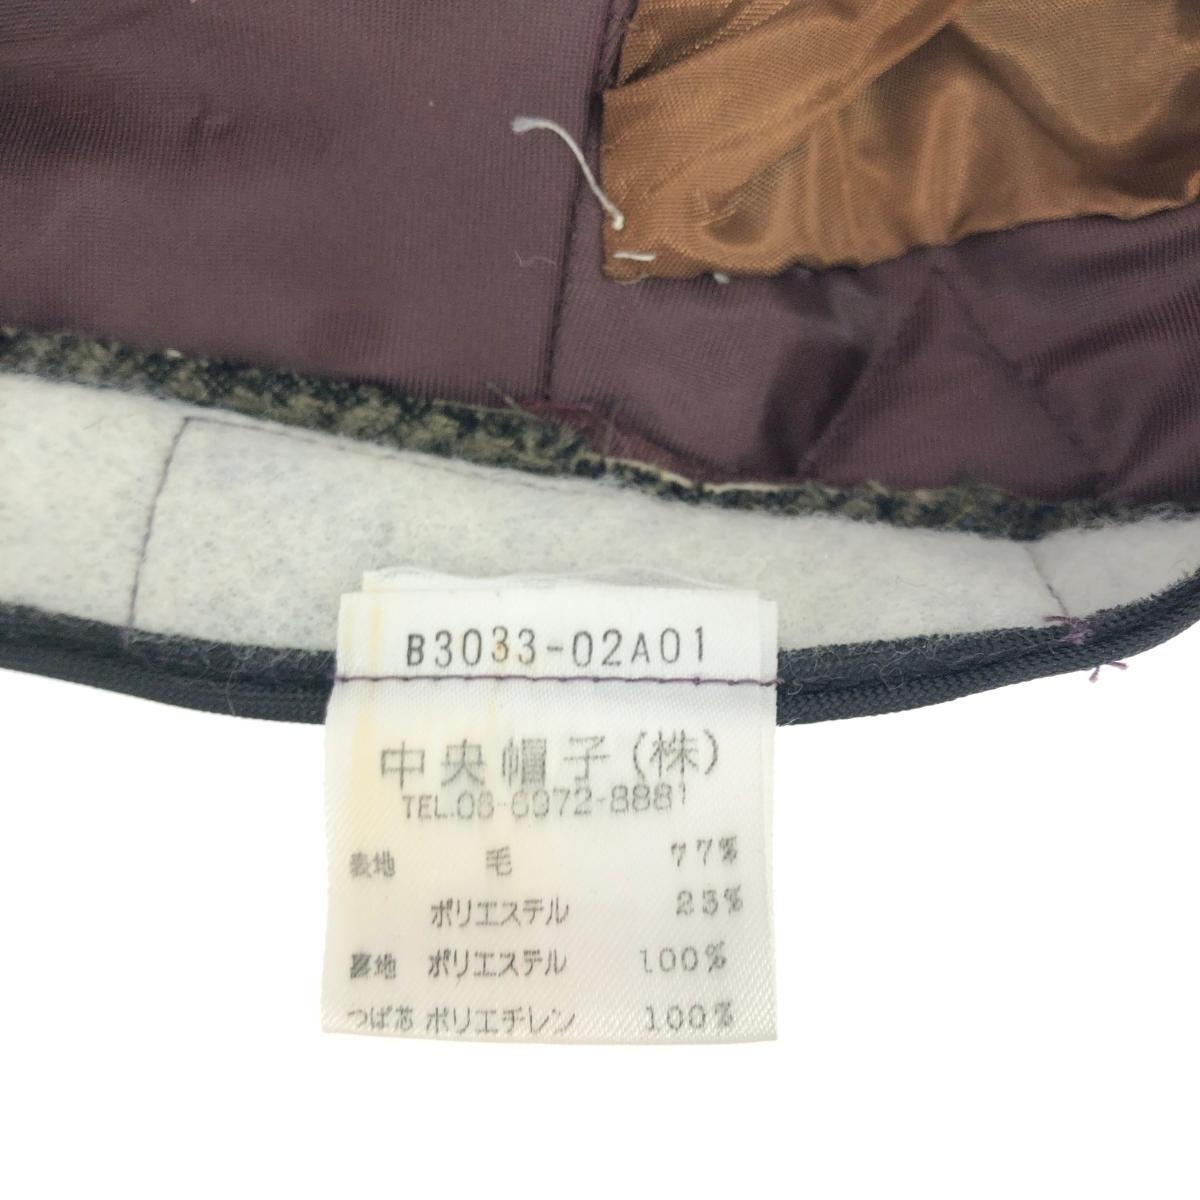 B3033-02A01
中央帽子(株)
TEL.06-6972-8881
表地 毛 77%
ポリエステル 23%
裏地 ポリエステル 100%
つば芯 ポリエチレン 100%